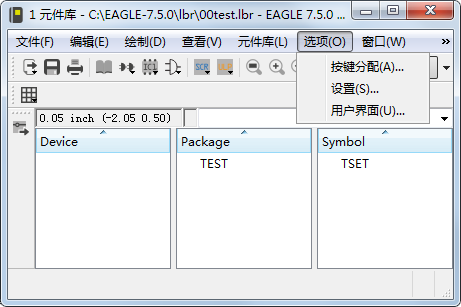 1 元件库 - C:\EAGLE-7.5.0\lbr\00test.lbr - EAGLE 7.5.0 ...
文件(F) 编辑(E) 绘制(D) 查看(V) 元件库(L) 选项(O) 窗口(W) »
按键分配(A)...
设置(S)...
用户界面(U)...
SCR
0.05 inch (-2.05 0.50)
Device Package Symbol
TEST TSET